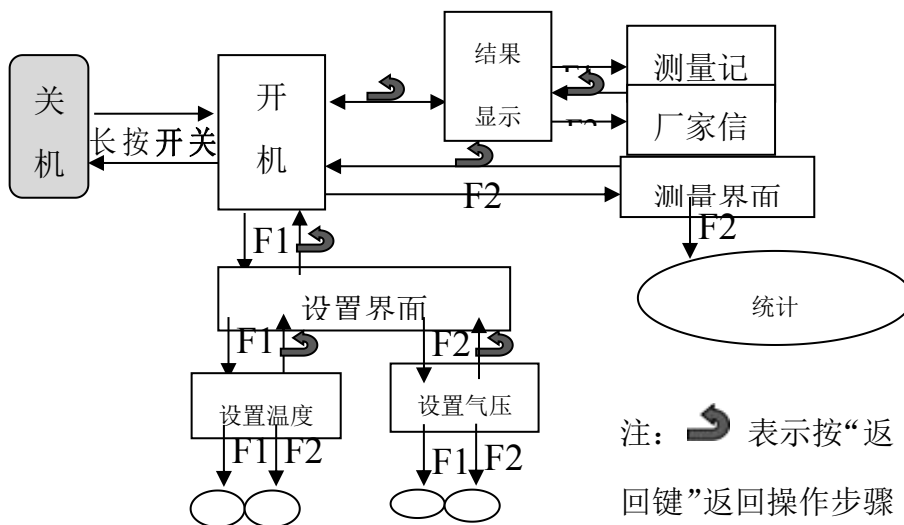 关
机
长按开关
开
机
结果
显示
测量记
厂家信
测量界面
F2
F2
统计
F1
设置界面
F1
F2
设置温度
设置气压
F1
F2
F1
F2
注： 表示按“返
回键”返回操作步骤